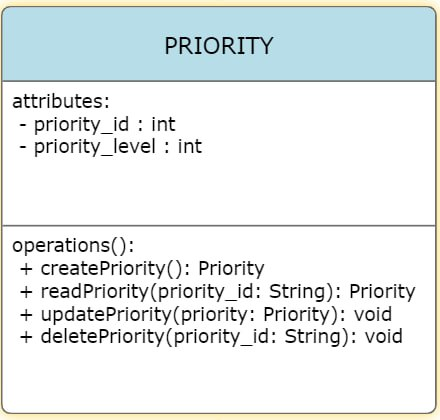 PRIORITY
attributes:
- priority_id : int
- priority_level : int
operations():
+ createPriority(): Priority
+ readPriority(priority_id: String): Priority
+ updatePriority(priority: Priority): void
+ deletePriority(priority_id: String): void